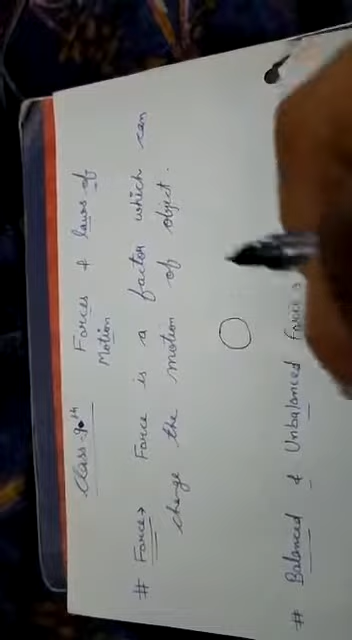 Class-9th
Forces & laws of
Motion
# Force→ Force is a factor which can
change the motion of object.
# Balanced & Unbalanced Forces